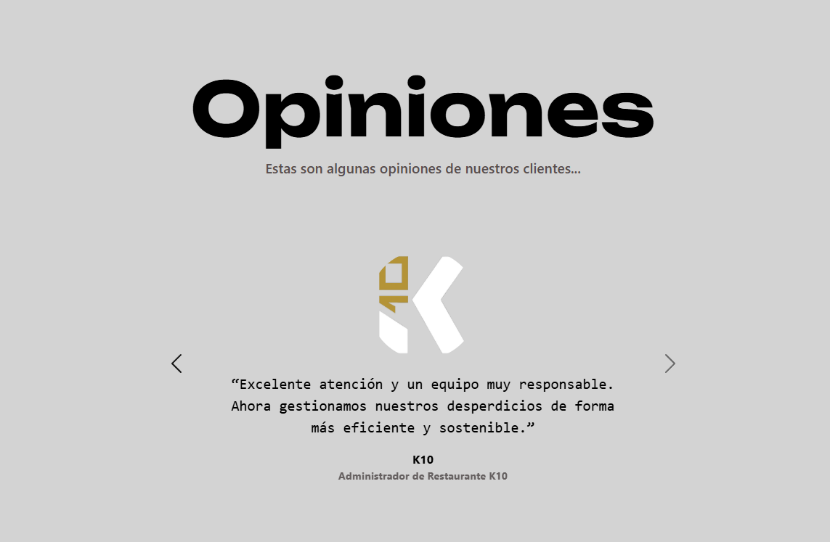 Opiniones
Estas son algunas opiniones de nuestros clientes...
K10
“Excelente atención y un equipo muy responsable.
Ahora gestionamos nuestros desperdicios de forma
más eficiente y sostenible.”
K10
Administrador de Restaurante K10